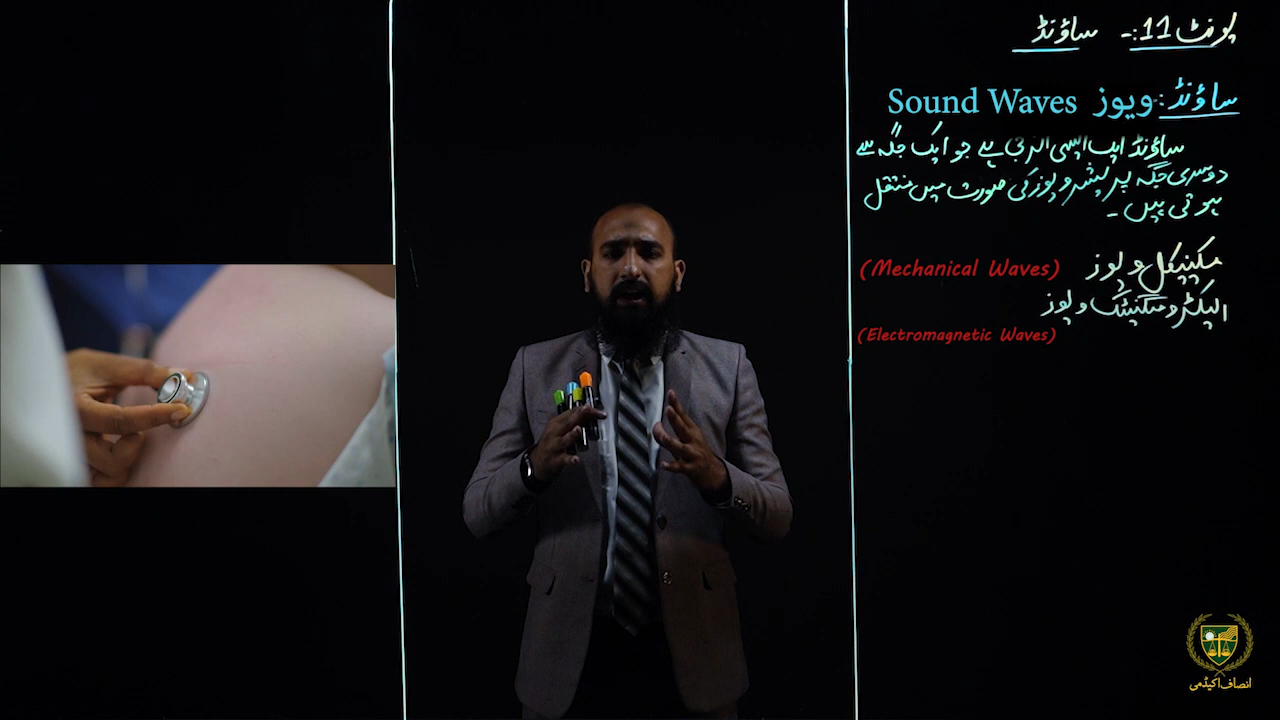 یونٹ 11:۔ ساؤنڈ
ساؤنڈ: ویوز Sound Waves
ساؤنڈ ایک ایسی انرجی ہے جو ایک جگہ سے
دوسری جگہ پر پریشر ویوز کی صورت میں منتقل
ہوتی ہیں۔
مکینیکل ویوز (Mechanical Waves)
الیکٹرومیگنیٹک ویوز
(Electromagnetic Waves)
انصاف اکیڈمی